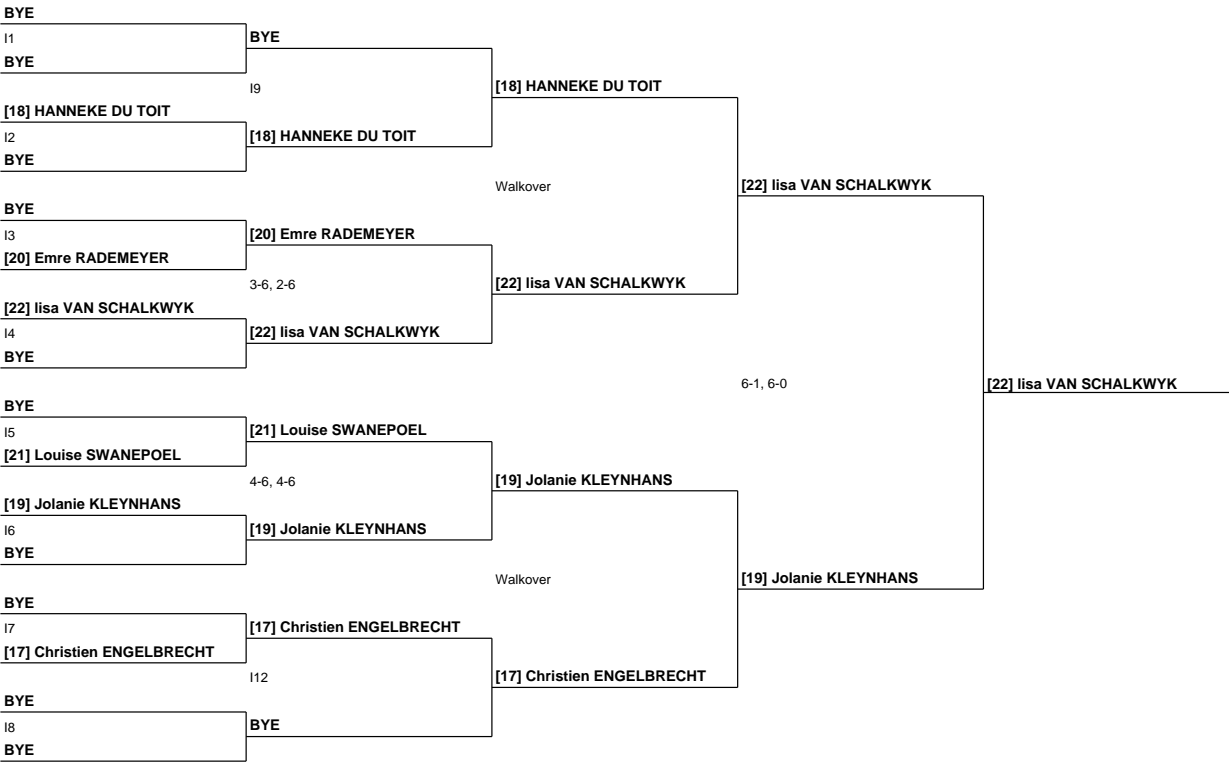 BYE
I1
BYE
BYE
I9
[18] HANNEKE DU TOIT
[18] HANNEKE DU TOIT
I2
[18] HANNEKE DU TOIT
BYE
Walkover
[22] lisa VAN SCHALKWYK
BYE
I3
[20] Emre RADEMEYER
[20] Emre RADEMEYER
3-6, 2-6
[22] lisa VAN SCHALKWYK
[22] lisa VAN SCHALKWYK
I4
[22] lisa VAN SCHALKWYK
BYE
6-1, 6-0
[22] lisa VAN SCHALKWYK
BYE
I5
[21] Louise SWANEPOEL
[21] Louise SWANEPOEL
4-6, 4-6
[19] Jolanie KLEYNHANS
[19] Jolanie KLEYNHANS
I6
[19] Jolanie KLEYNHANS
BYE
Walkover
[19] Jolanie KLEYNHANS
BYE
I7
[17] Christien ENGELBRECHT
[17] Christien ENGELBRECHT
I12
[17] Christien ENGELBRECHT
BYE
I8
BYE
BYE